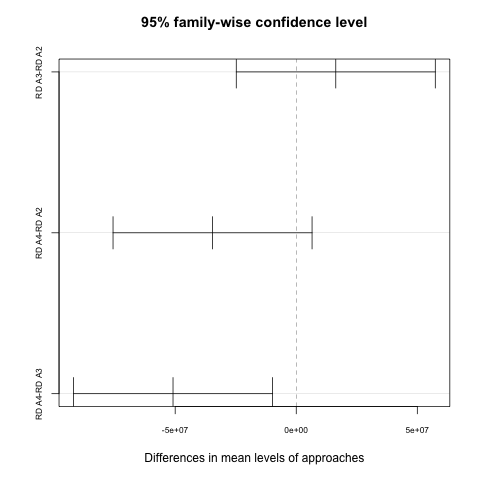 95% family-wise confidence level
RD A3-RD A2
RD A4-RD A2
RD A4-RD A3
-5e+07 0e+00 5e+07
Differences in mean levels of approaches